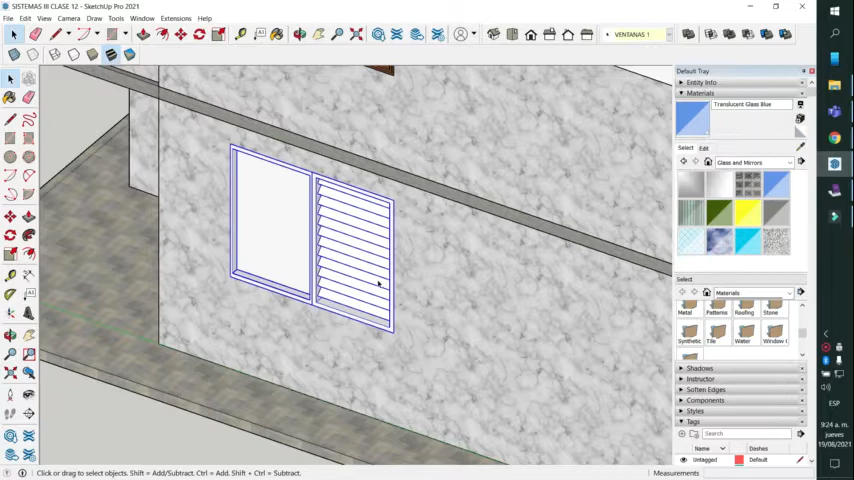 SISTEMAS III CLASE 12 - SketchUp Pro 2021
File Edit View Camera Draw Tools Window Extensions Help
VENTANAS 1
Default Tray
Entity Info
Materials
Translucent Glass Blue
Select Edit
Glass and Mirrors
Select
Materials
Metal Patterns Roofing Stone
Synthetic Tile Water Window
Shadows
Instructor
Soften Edges
Components
Styles
Tags
Search
Name Dashes
Untagged Default
Click or drag to select objects. Shift = Add/Subtract. Ctrl = Add. Shift + Ctrl = Subtract.
Measurements
ESP
9:24 a. m.
jueves
19/08/2021